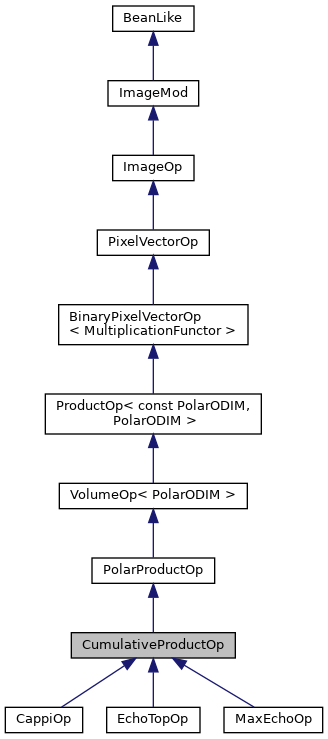 BeanLike
ImageMod
ImageOp
PixelVectorOp
BinaryPixelVectorOp
< MultiplicationFunctor >
ProductOp< const PolarODIM,
PolarODIM >
VolumeOp< PolarODIM >
PolarProductOp
CumulativeProductOp
CappiOp
EchoTopOp
MaxEchoOp